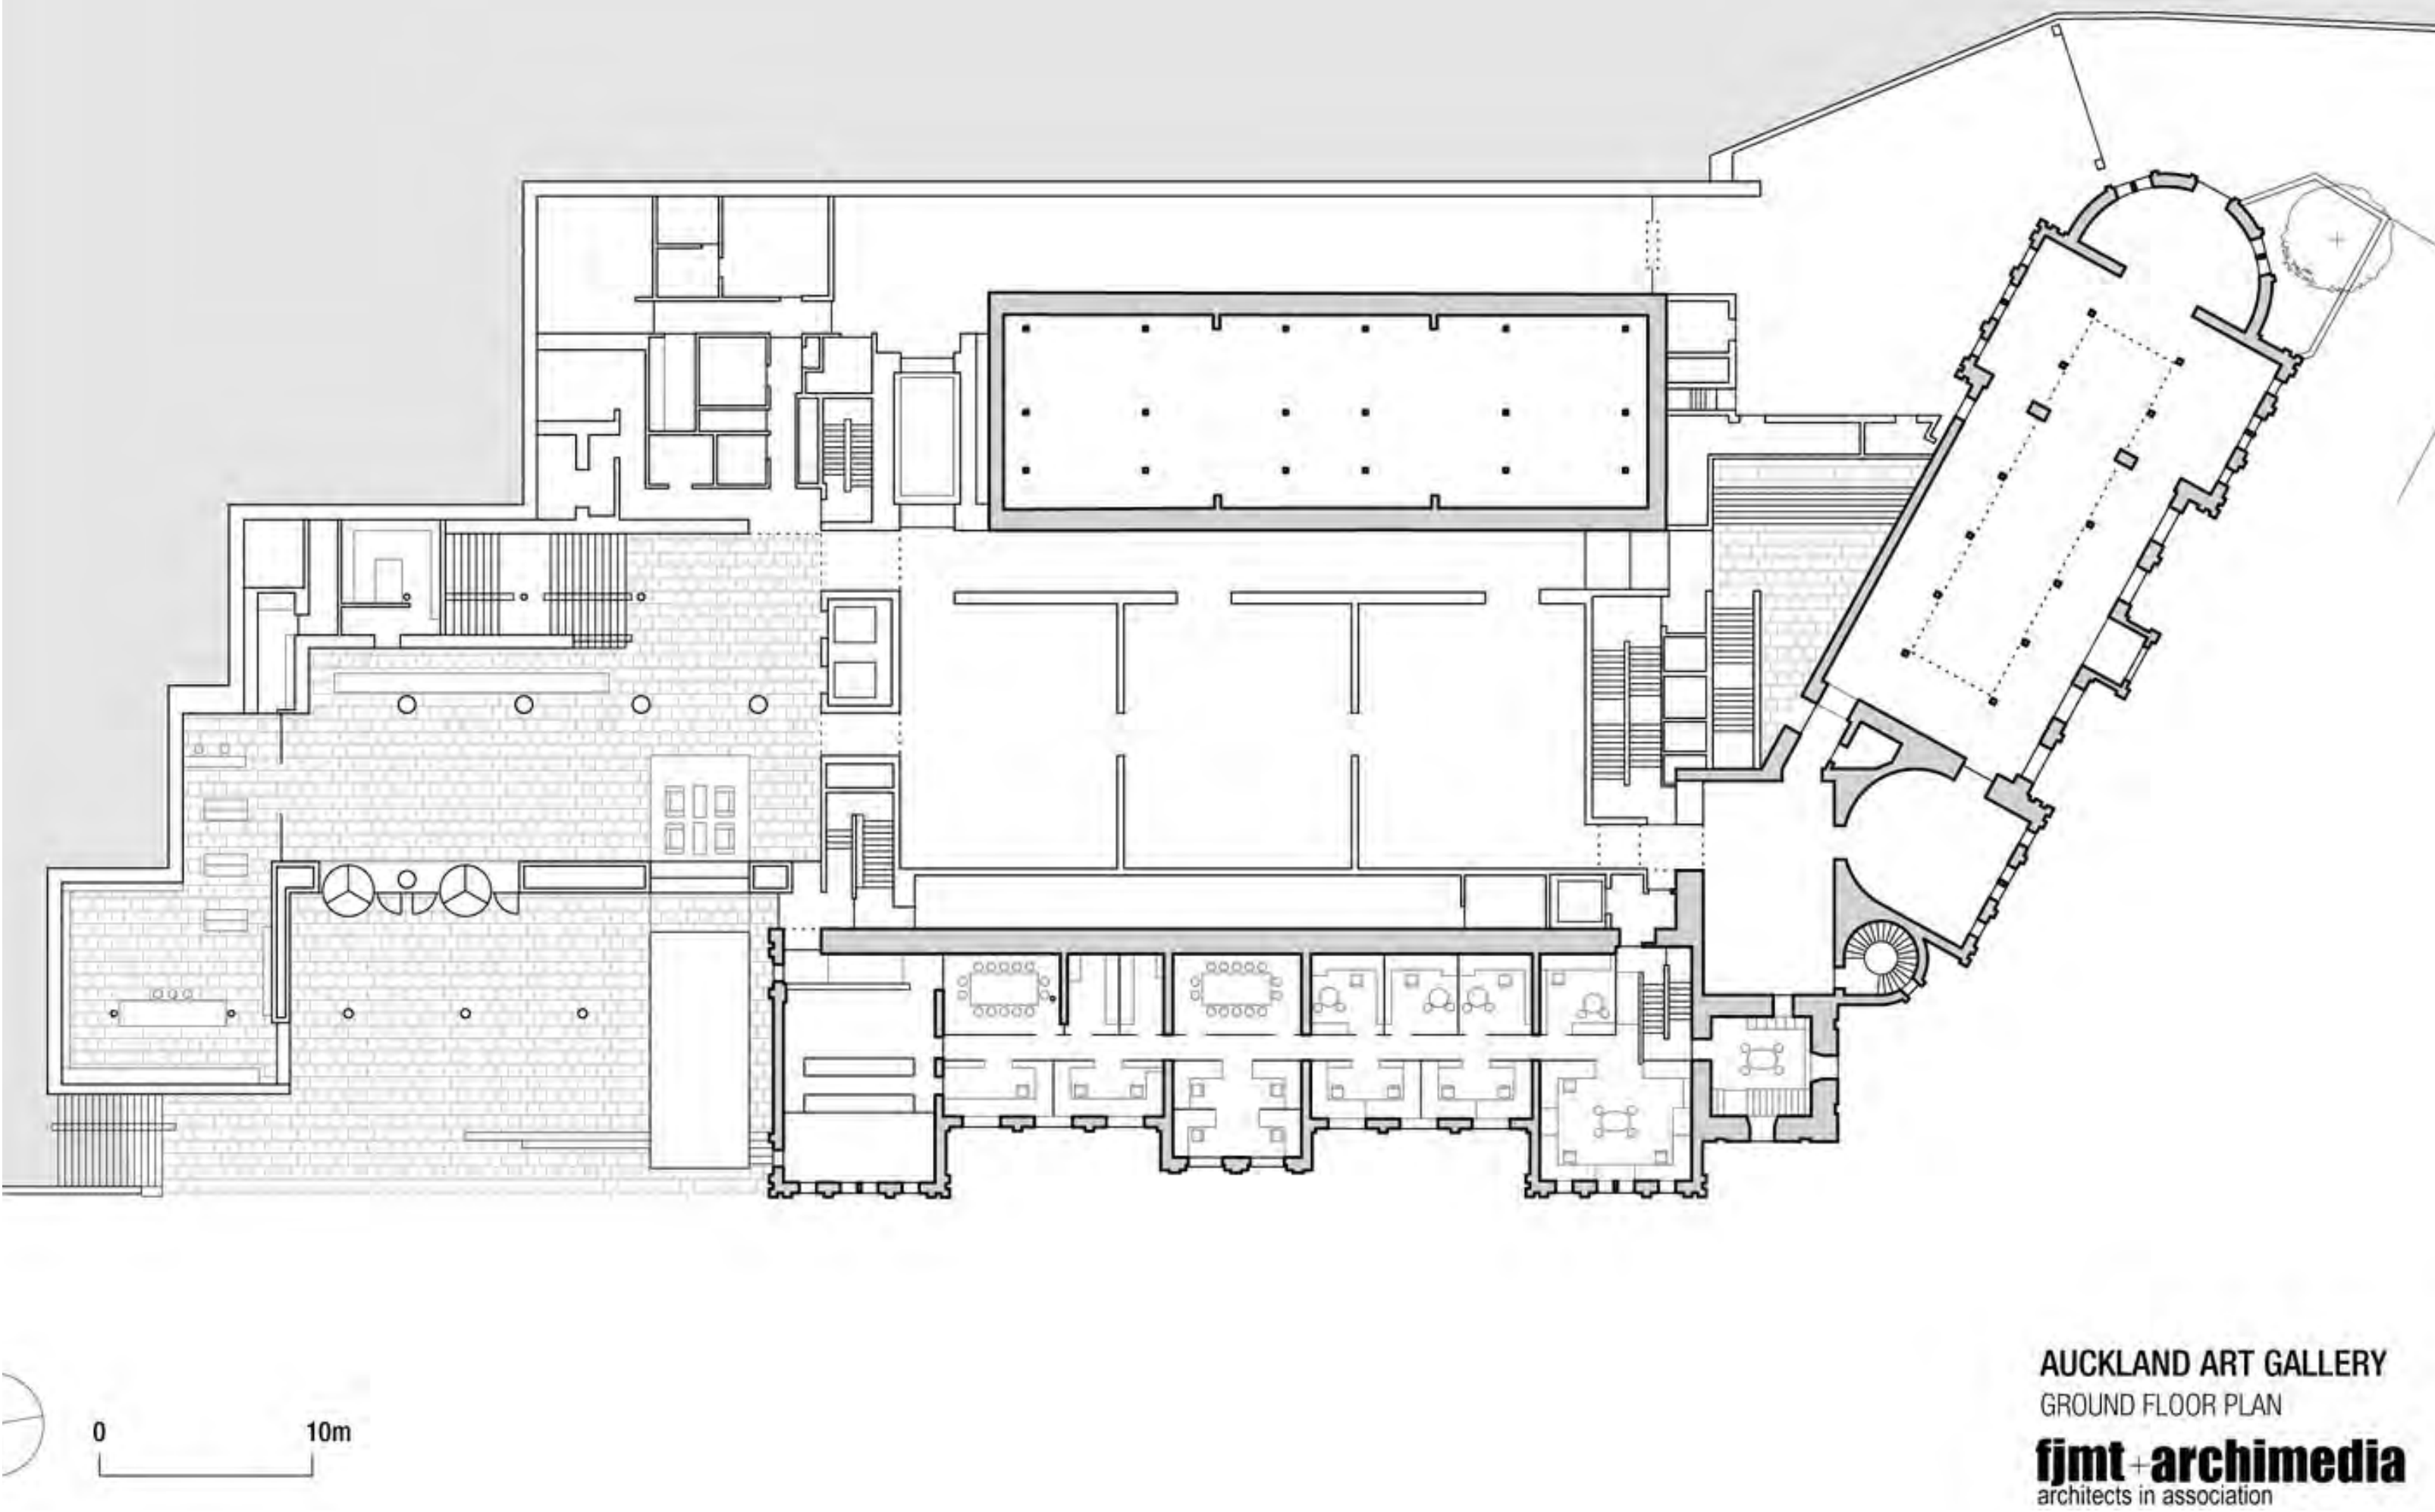 0 10m
AUCKLAND ART GALLERY
GROUND FLOOR PLAN
fjmt+archimedia
architects in association